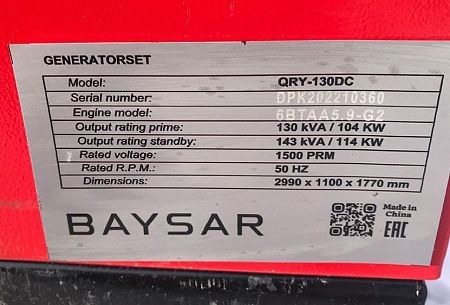 GENERATORSET
Model: QRY-130DC
Serial number: DPK202210360
Engine model: 6BTAA5.9-G2
Output rating prime: 130 kVA / 104 KW
Output rating standby: 143 kVA / 114 KW
Rated voltage: 1500 PRM
Rated R.P.M.: 50 HZ
Dimensions: 2990 x 1100 x 1770 mm
BAYSAR
Made in
China
EAC